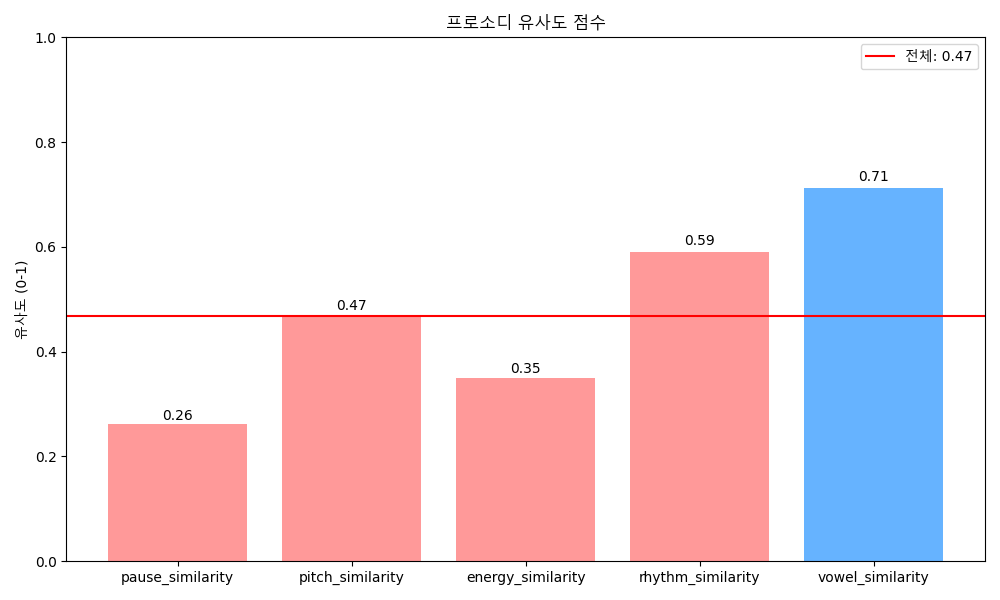 프로소디 유사도 점수
전체: 0.47
유사도 (0-1)
1.0
0.8
0.6
0.4
0.2
0.0
0.26
0.47
0.35
0.59
0.71
pause_similarity
pitch_similarity
energy_similarity
rhythm_similarity
vowel_similarity